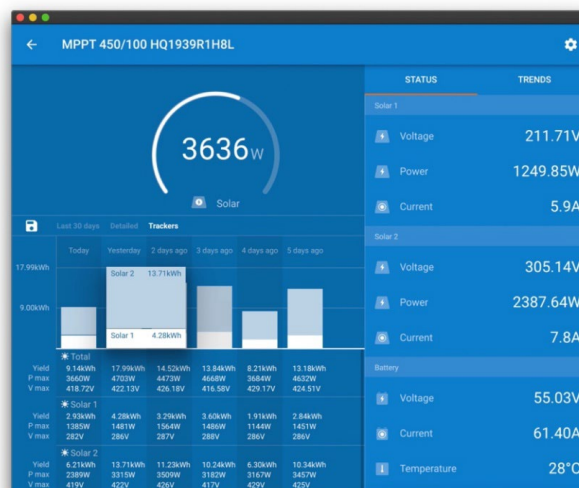 MPPT 450/100 HQ1939R1H8L
3636W
Solar
Last 30 days Detailed Trackers
Today Yesterday 2 days ago 3 days ago 4 days ago 5 days ago
17.99kWh
Solar 2 13.71kWh
9.00kWh
Solar 1 4.28kWh
Total
Yield 9.14kWh 17.99kWh 14.52kWh 13.84kWh 8.21kWh 13.18kWh
P max 3660W 4703W 4473W 4668W 3684W 4632W
V max 418.72V 422.13V 426.18V 416.58V 429.17V 424.51V
Solar 1
Yield 2.93kWh 4.28kWh 3.29kWh 3.60kWh 1.91kWh 2.84kWh
P max 1385W 1481W 1564W 1486W 1144W 1451W
V max 282V 286V 287V 288V 286V 286V
Solar 2
Yield 6.21kWh 13.71kWh 11.23kWh 10.24kWh 6.30kWh 10.34kWh
P max 2389W 3315W 3509W 3182W 3167W 3457W
V max 419V 422V 426V 417V 429V 425V
STATUS TRENDS
Solar 1
Voltage 211.71V
Power 1249.85W
Current 5.9A
Solar 2
Voltage 305.14V
Power 2387.64W
Current 7.8A
Battery
Voltage 55.03V
Current 61.40A
Temperature 28°C